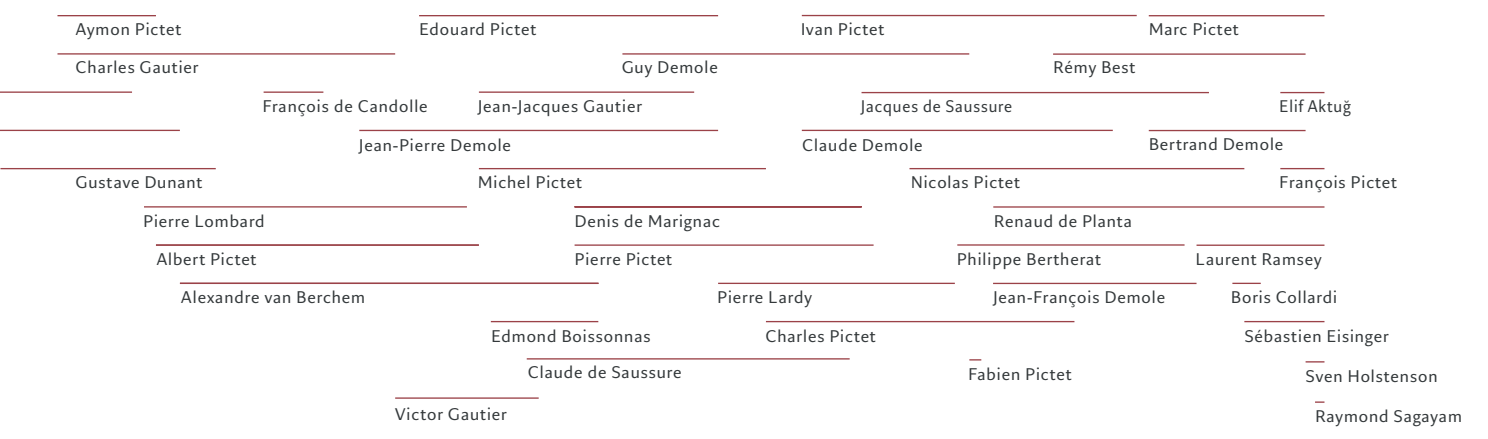 Aymon Pictet Edouard Pictet Ivan Pictet Marc Pictet
Charles Gautier Guy Demole Rémy Best
François de Candolle Jean-Jacques Gautier Jacques de Saussure Elif Aktuğ
Jean-Pierre Demole Claude Demole Bertrand Demole
Gustave Dunant Michel Pictet Nicolas Pictet François Pictet
Pierre Lombard Denis de Marignac Renaud de Planta
Albert Pictet Pierre Pictet Philippe Bertherat Laurent Ramsey
Alexandre van Berchem Pierre Lardy Jean-François Demole Boris Collardi
Edmond Boissonnas Charles Pictet Sébastien Eisinger
Claude de Saussure Fabien Pictet Sven Holstenson
Victor Gautier Raymond Sagayam